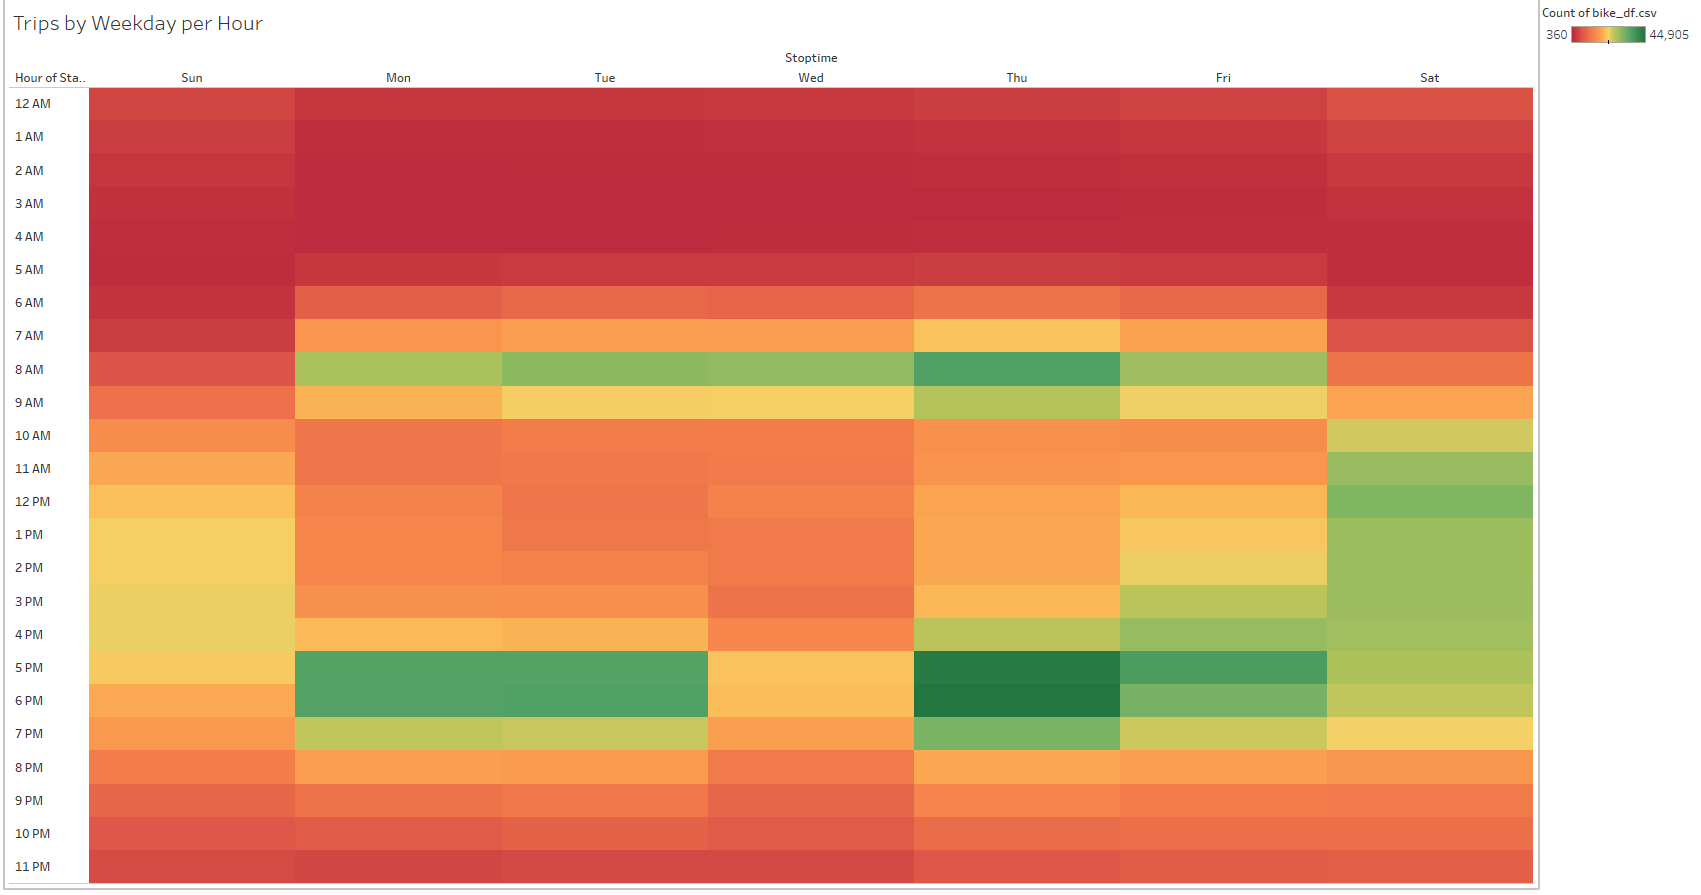 Trips by Weekday per Hour
Count of bike_df.csv
360 44,905
Stoptime
Hour of Sta.. Sun Mon Tue Wed Thu Fri Sat
12 AM
1 AM
2 AM
3 AM
4 AM
5 AM
6 AM
7 AM
8 AM
9 AM
10 AM
11 AM
12 PM
1 PM
2 PM
3 PM
4 PM
5 PM
6 PM
7 PM
8 PM
9 PM
10 PM
11 PM